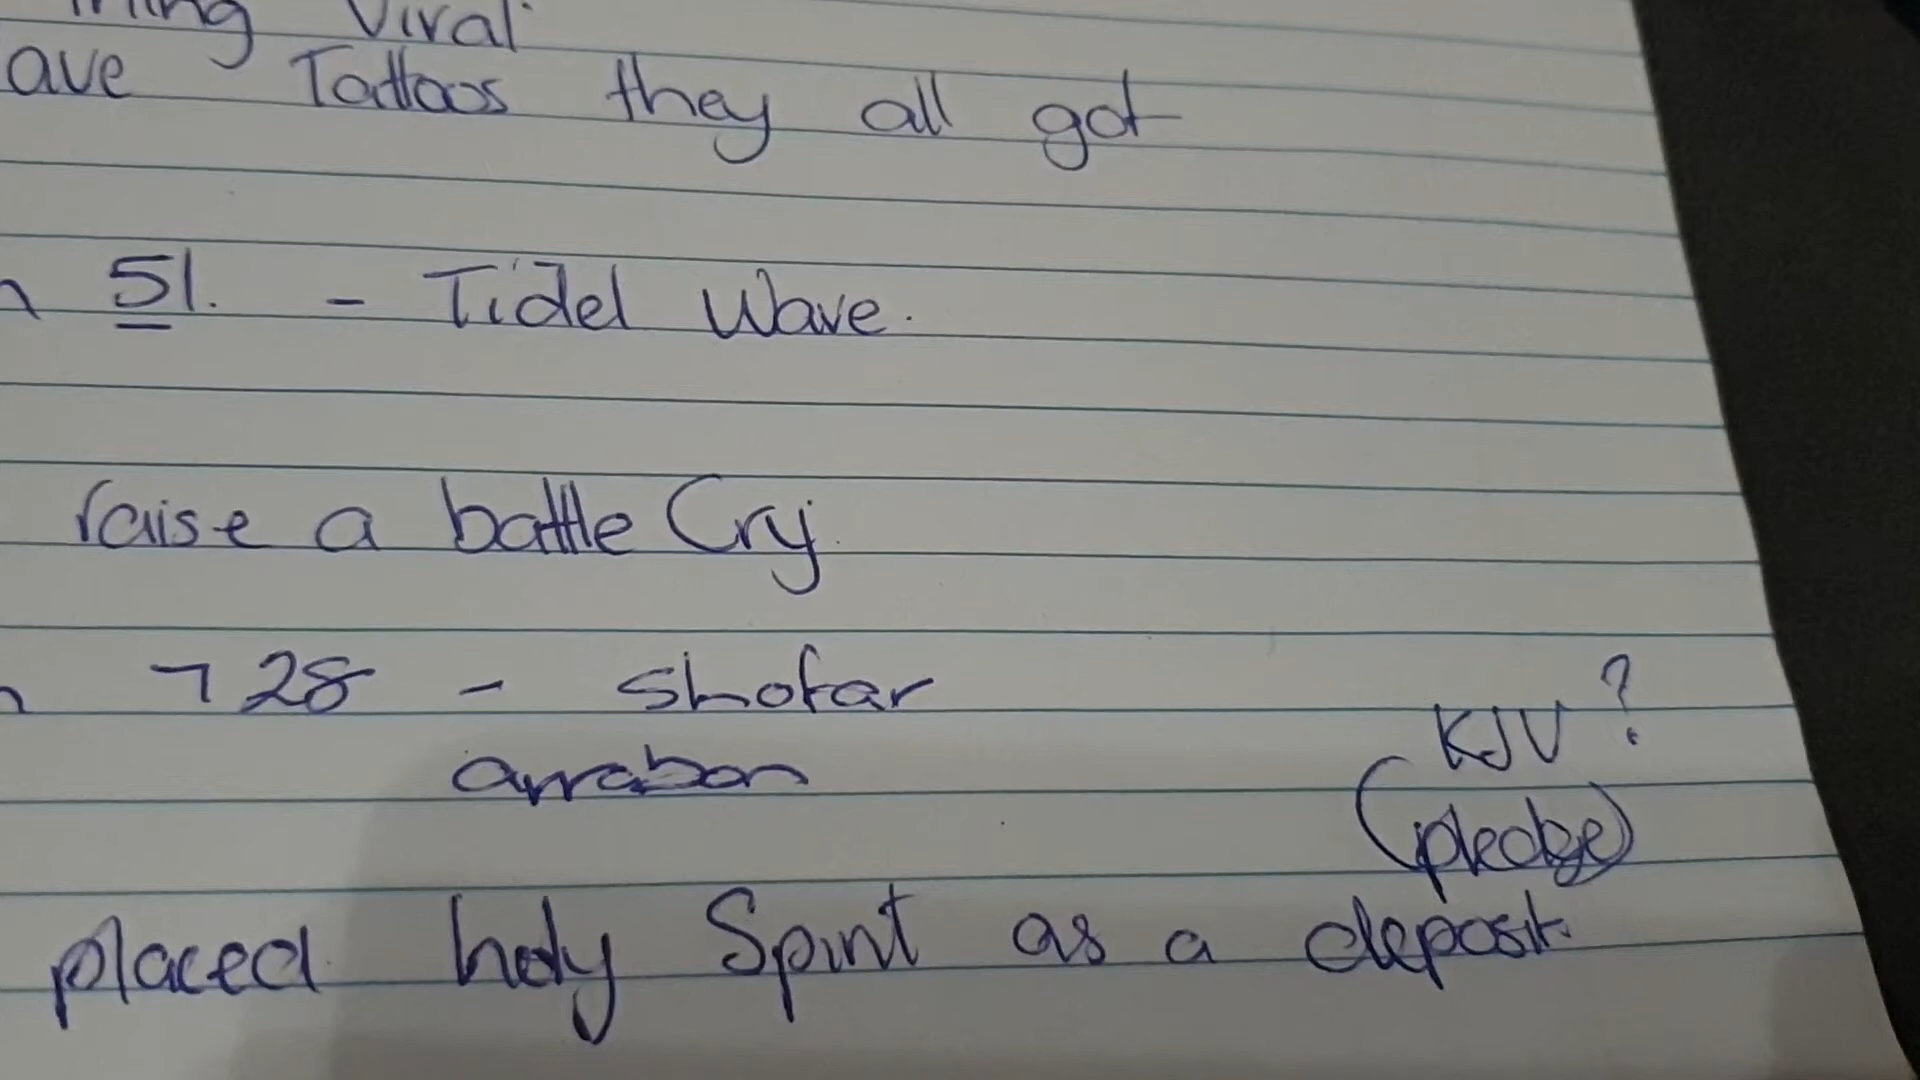 Viral
ave Tattoos they all got
51. - Tidel Wave.
raise a battle Cry.
728 - shofar
KJV ?
arrabon
(pledge)
placed holy Spirit as a deposit.